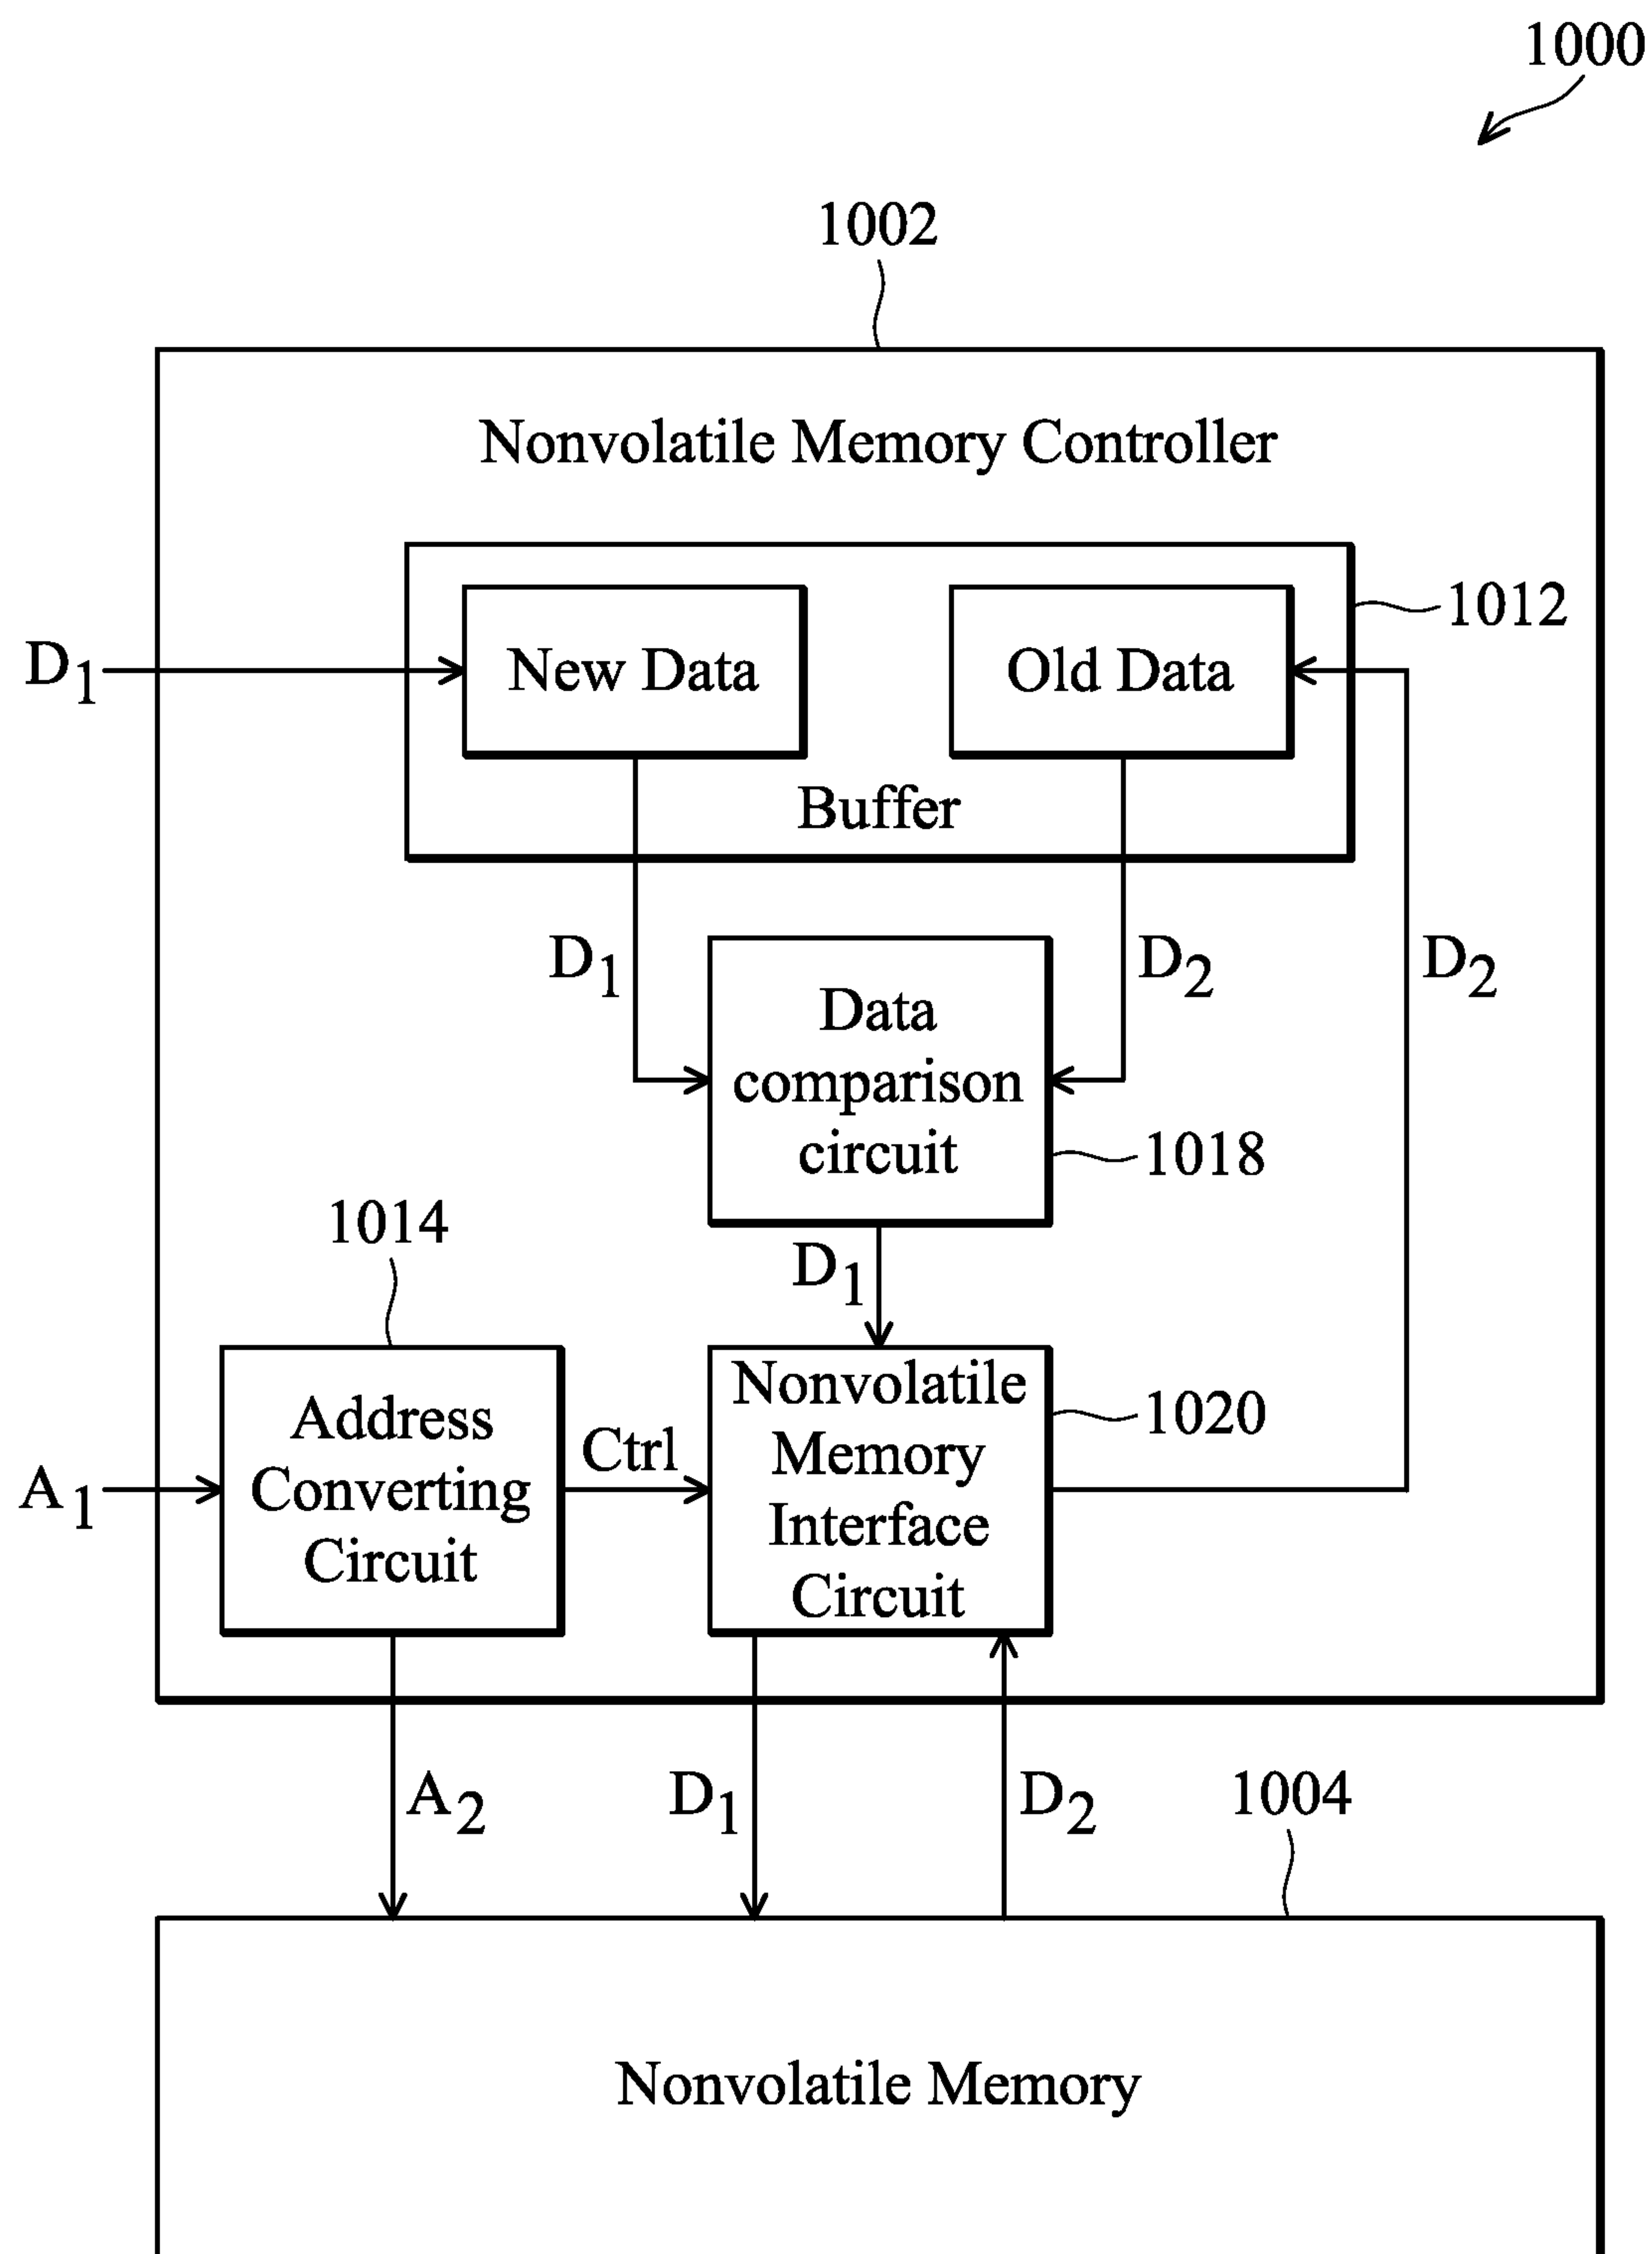 1000
1002
Nonvolatile Memory Controller
1012
D1
New Data
Old Data
Buffer
D1
D2
D2
Data
comparison
circuit
1018
1014
D1
Address
Converting
Circuit
Ctrl
Nonvolatile
Memory
Interface
Circuit
1020
A1
A2
D1
D2
1004
Nonvolatile Memory